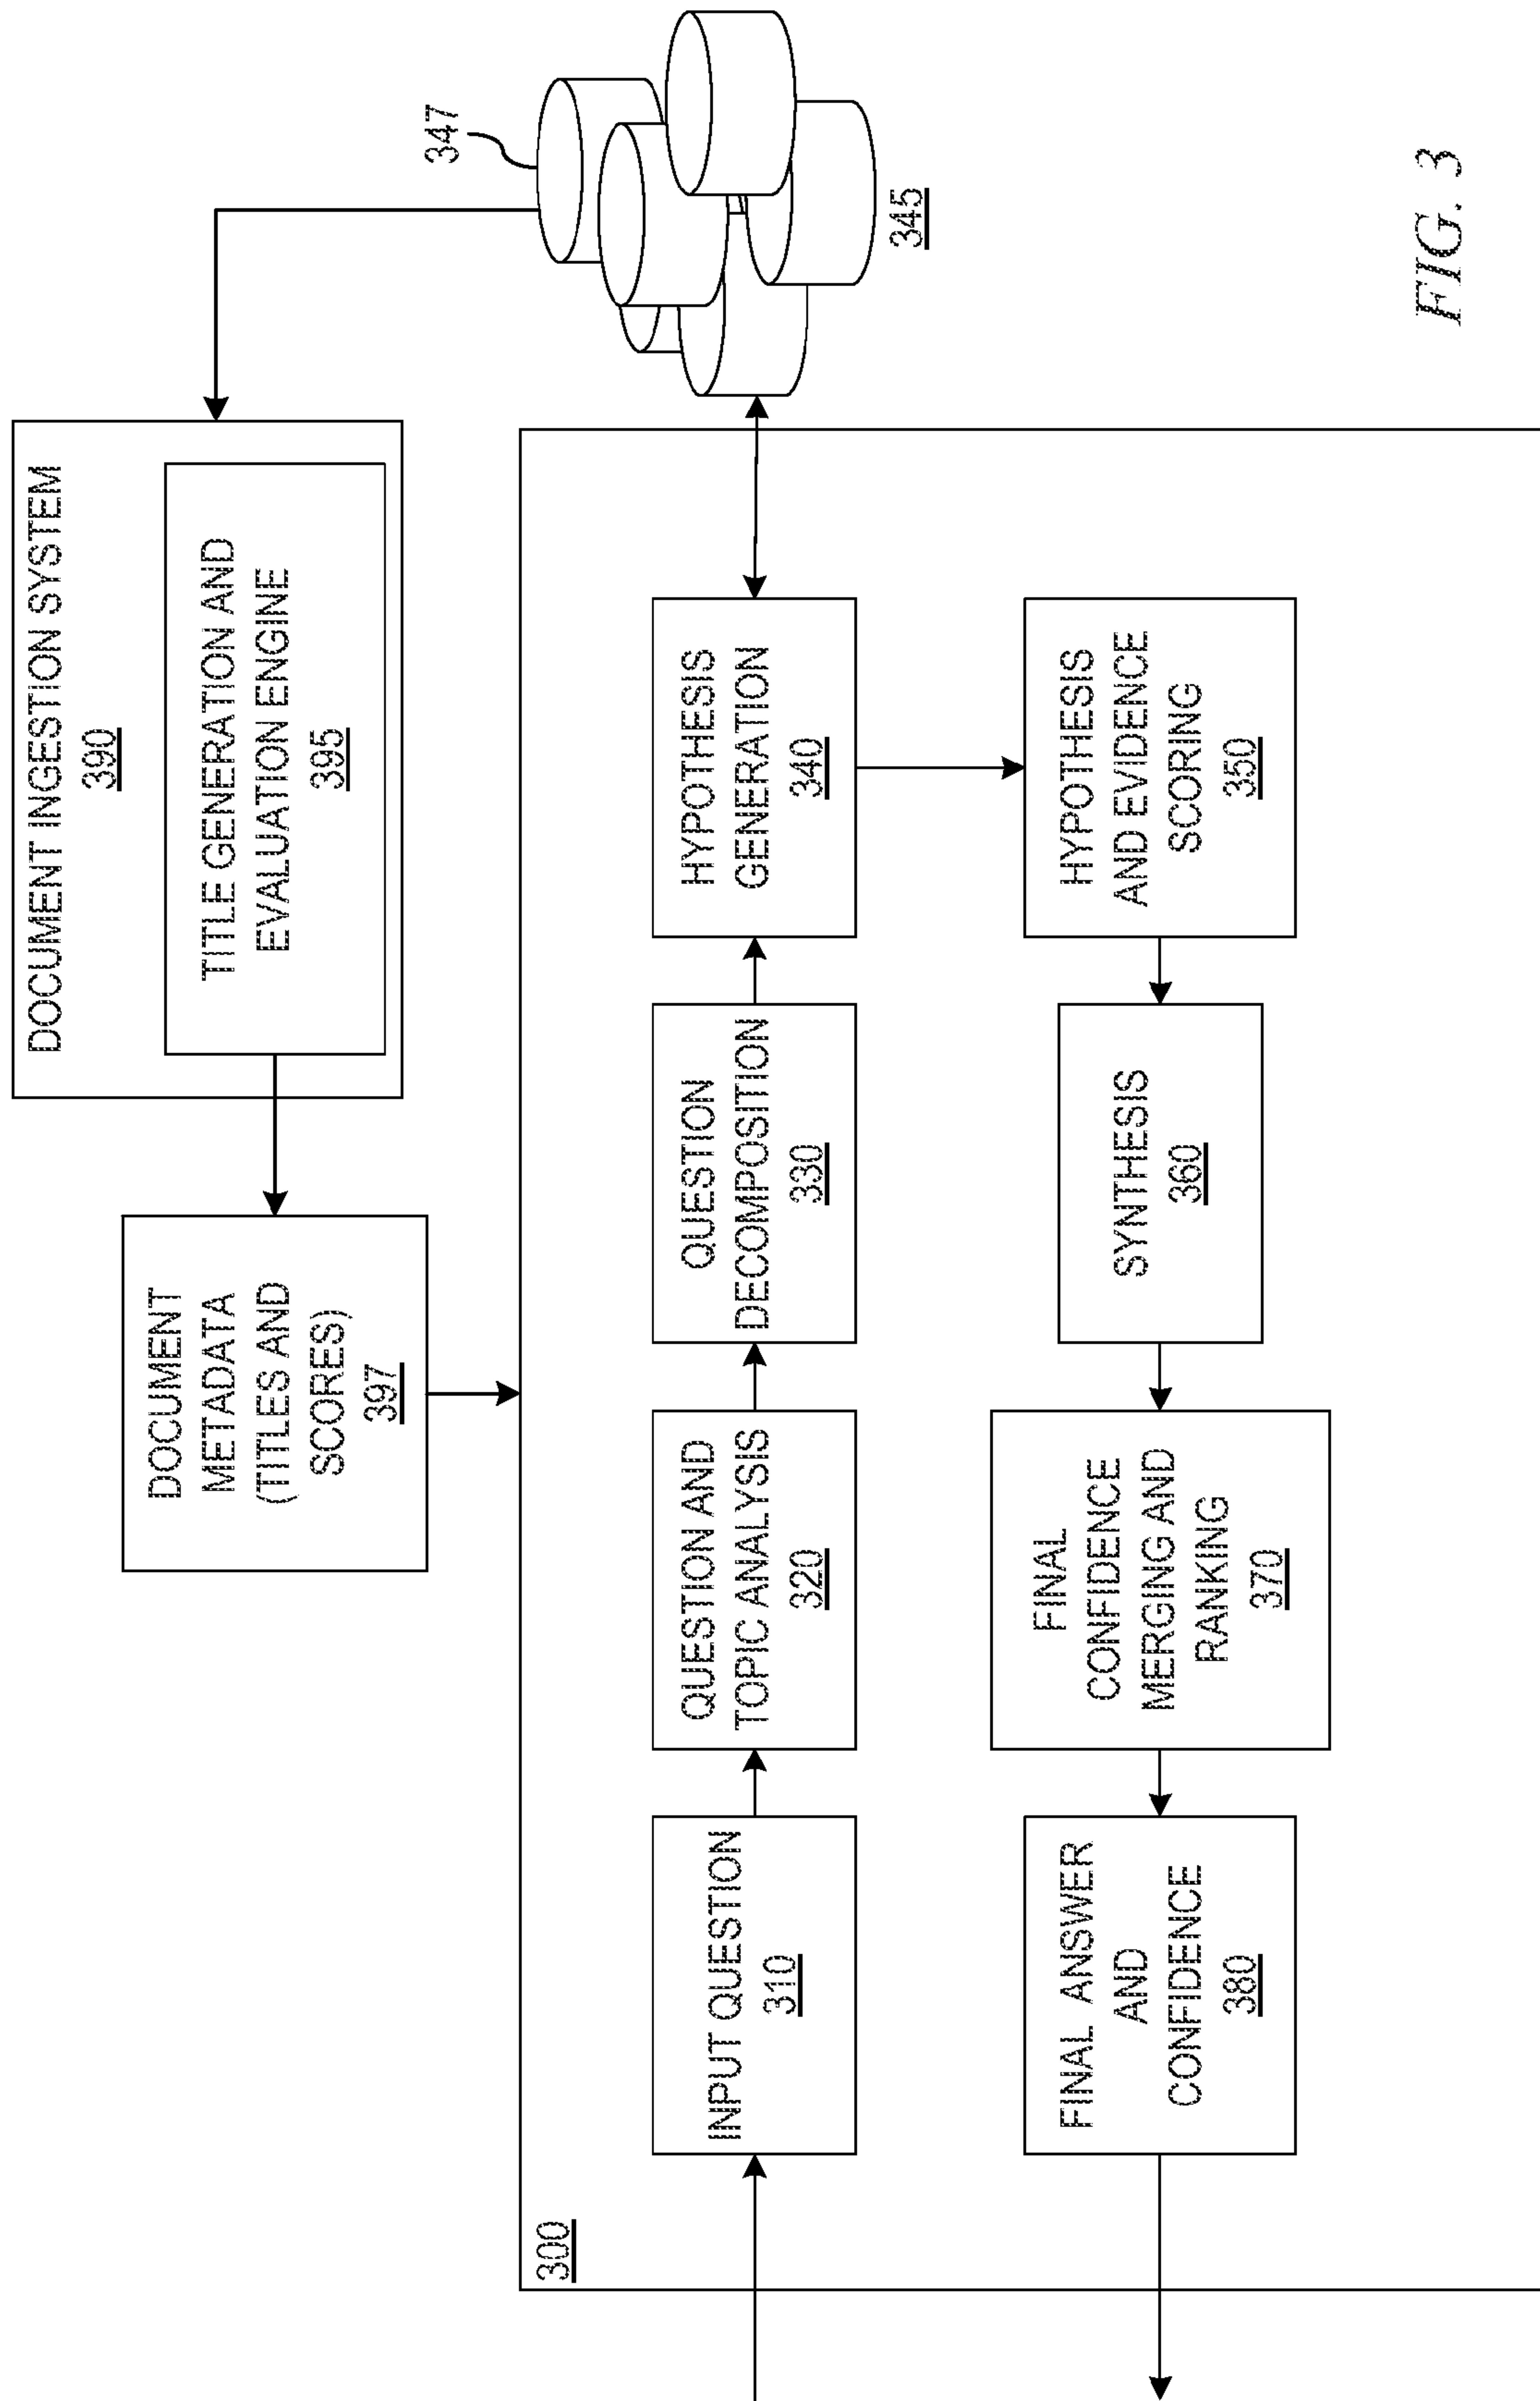 DOCUMENT INGESTION SYSTEM
390
TITLE GENERATION AND
EVALUATION ENGINE
395
DOCUMENT
METADATA
(TITLES AND
SCORES)
397
347
345
300
INPUT QUESTION
310
QUESTION AND
TOPIC ANALYSIS
320
QUESTION
DECOMPOSITION
330
HYPOTHESIS
GENERATION
340
HYPOTHESIS
AND EVIDENCE
SCORING
350
SYNTHESIS
360
FINAL
CONFIDENCE
MERGING AND
RANKING
370
FINAL ANSWER
AND
CONFIDENCE
380
FIG. 3